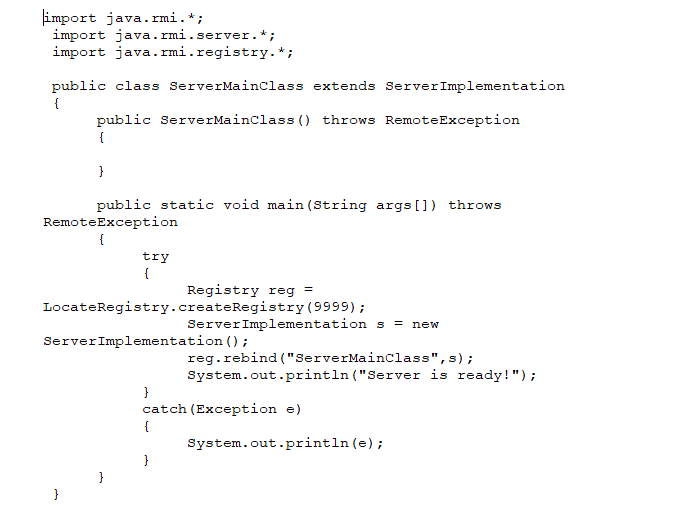 import java.rmi.*;
import java.rmi.server.*;
import java.rmi.registry.*;
public class ServerMainClass extends ServerImplementation
{
public ServerMainClass() throws RemoteException
{
}
public static void main(String args[]) throws
RemoteException
{
try
{
Registry reg =
LocateRegistry.createRegistry(9999);
ServerImplementation s = new
ServerImplementation();
reg.rebind("ServerMainClass",s);
System.out.println("Server is ready!");
}
catch(Exception e)
{
System.out.println(e);
}
}
}